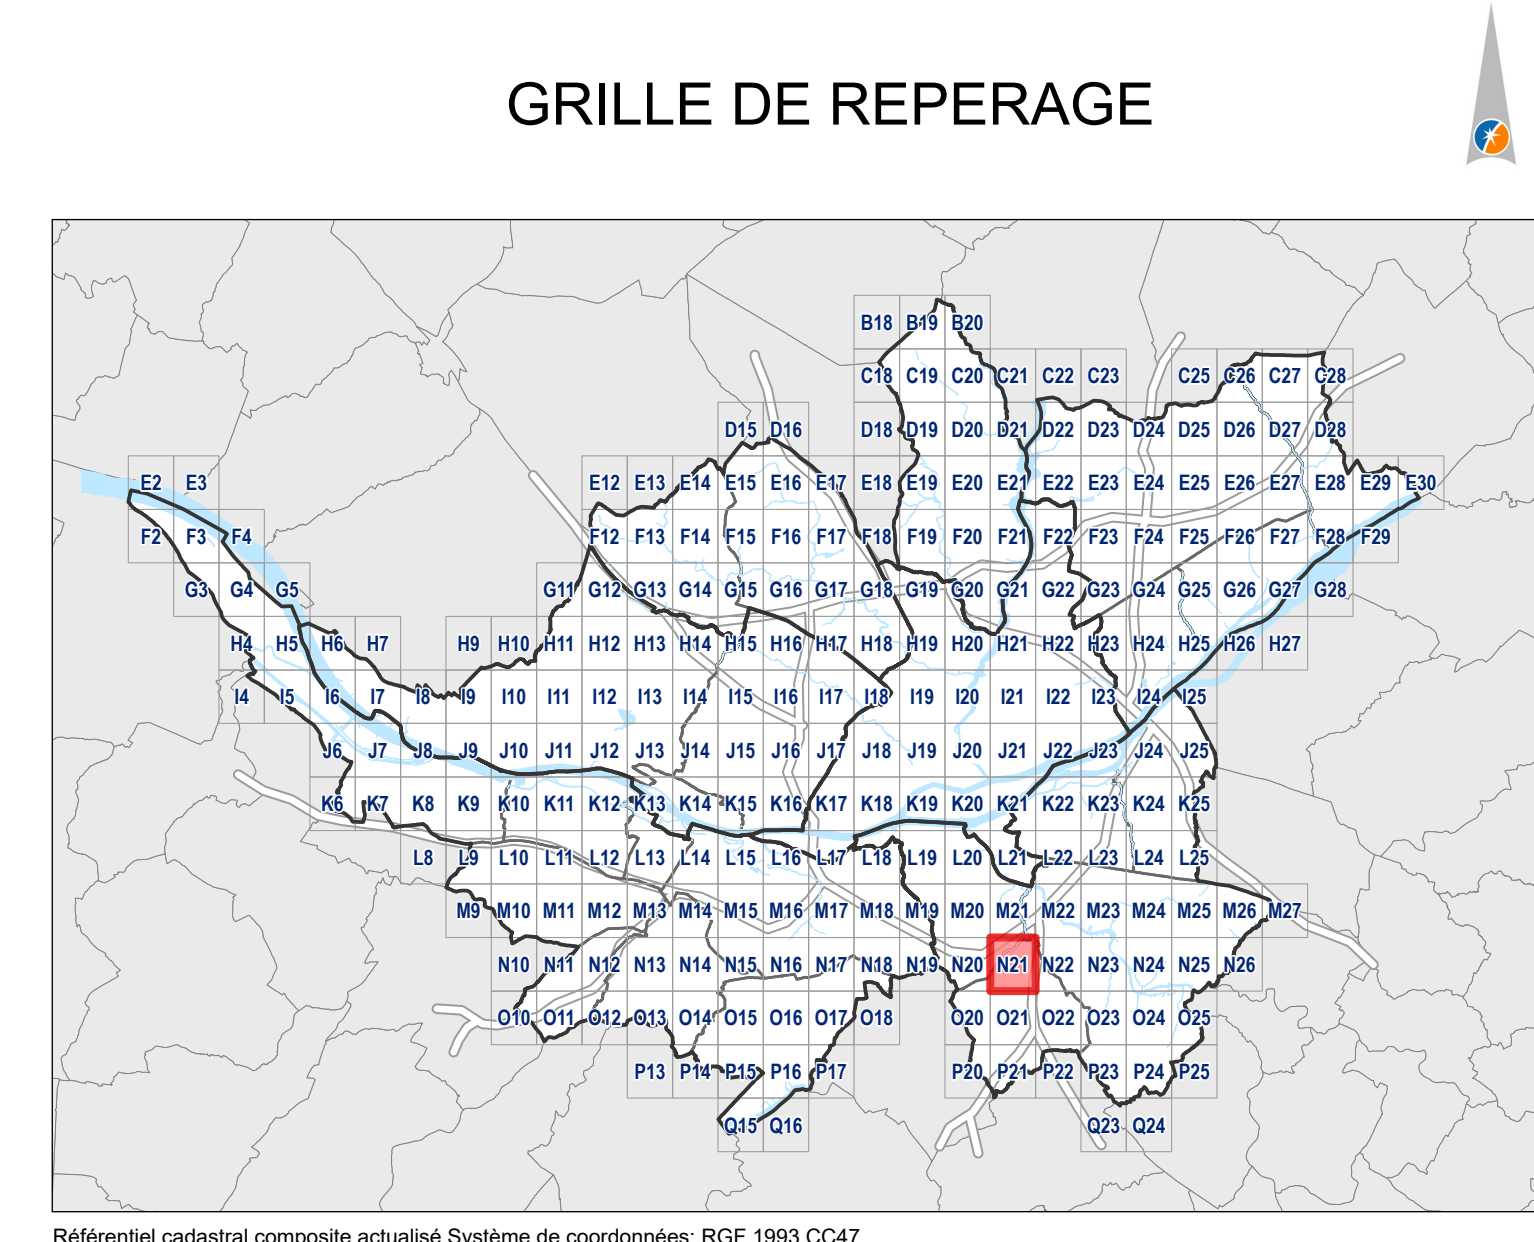 GRILLE DE REPERAGE
B18 B19 B20
C18 C19 C20 C21 C22 C23 C25 C26 C27 C28
D15 D16 D18 D19 D20 D21 D22 D23 D24 D25 D26 D27 D28
E2 E3 E12 E13 E14 E15 E16 E17 E18 E19 E20 E21 E22 E23 E24 E25 E26 E27 E28 E29 E30
F2 F3 F4 F12 F13 F14 F15 F16 F17 F18 F19 F20 F21 F22 F23 F24 F25 F26 F27 F28 F29
G3 G4 G5 G11 G12 G13 G14 G15 G16 G17 G18 G19 G20 G21 G22 G23 G24 G25 G26 G27 G28
H4 H5 H6 H7 H9 H10 H11 H12 H13 H14 H15 H16 H17 H18 H19 H20 H21 H22 H23 H24 H25 H26 H27
I4 I5 I6 I7 I8 I9 I10 I11 I12 I13 I14 I15 I16 I17 I18 I19 I20 I21 I22 I23 I24 I25
J6 J7 J8 J9 J10 J11 J12 J13 J14 J15 J16 J17 J18 J19 J20 J21 J22 J23 J24 J25
K6 K7 K8 K9 K10 K11 K12 K13 K14 K15 K16 K17 K18 K19 K20 K21 K22 K23 K24 K25
L8 L9 L10 L11 L12 L13 L14 L15 L16 L17 L18 L19 L20 L21 L22 L23 L24 L25
M9 M10 M11 M12 M13 M14 M15 M16 M17 M18 M19 M20 M21 M22 M23 M24 M25 M26 M27
N10 N11 N12 N13 N14 N15 N16 N17 N18 N19 N20 N21 N22 N23 N24 N25 N26
O10 O11 O12 O13 O14 O15 O16 O17 O18 O20 O21 O22 O23 O24 O25
P13 P14 P15 P16 P17 P20 P21 P22 P23 P24 P25
Q15 Q16 Q23 Q24
Référentiel cadastral composite actualisé Système de coordonnées: RGF 1993 CC47